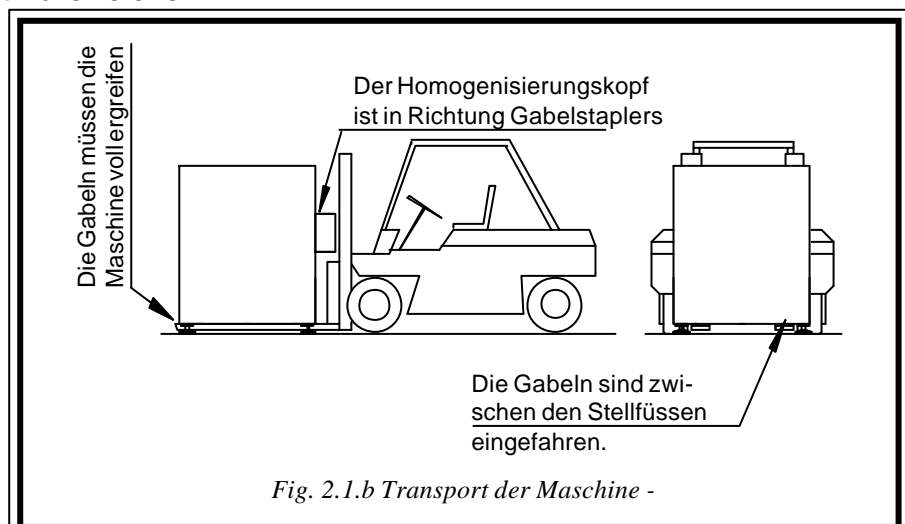 Die Gabeln müssen die
Maschine voll ergreifen
Der Homogenisierungskopf
ist in Richtung Gabelstaplers
Die Gabeln sind zwi-
schen den Stellfüssen
eingefahren.
Fig. 2.1.b Transport der Maschine -